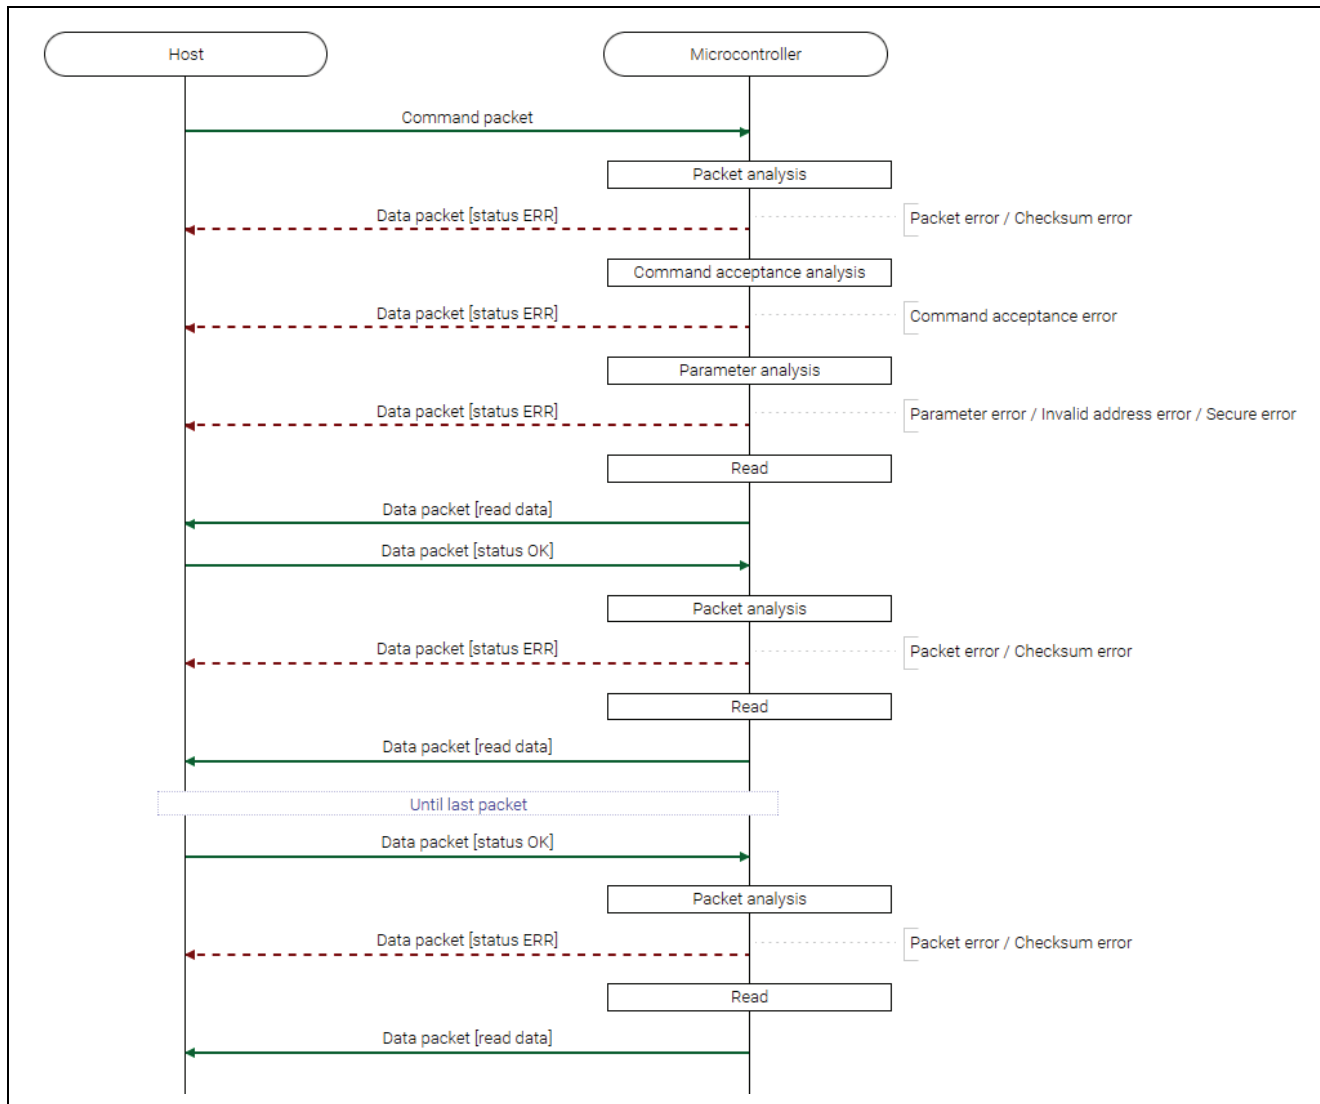 Host
Microcontroller
Command packet
Packet analysis
Data packet [status ERR]
Packet error / Checksum error
Command acceptance analysis
Data packet [status ERR]
Command acceptance error
Parameter analysis
Data packet [status ERR]
Parameter error / Invalid address error / Secure error
Read
Data packet [read data]
Data packet [status OK]
Packet analysis
Data packet [status ERR]
Packet error / Checksum error
Read
Data packet [read data]
Until last packet
Data packet [status OK]
Packet analysis
Data packet [status ERR]
Packet error / Checksum error
Read
Data packet [read data]